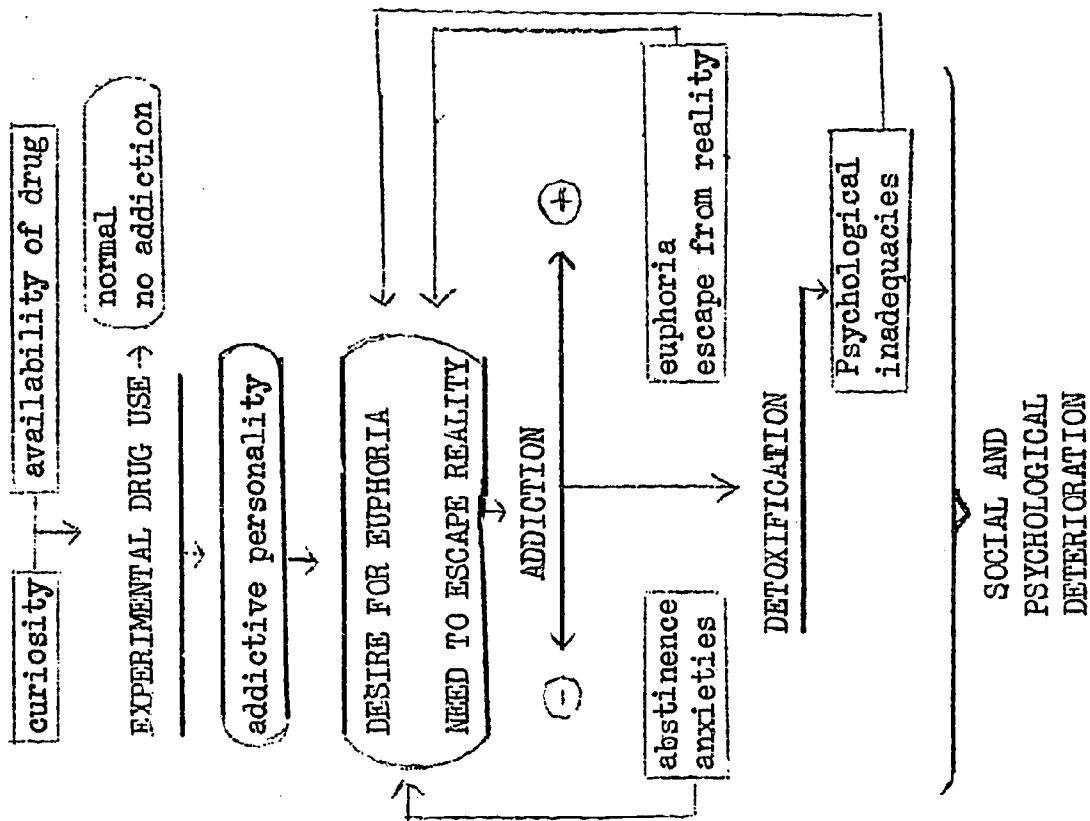 curiosity
availability of drug
EXPERIMENTAL DRUG USE
normal
no addiction
addictive personality
DESIRE FOR EUPHORIA
NEED TO ESCAPE REALITY
ADDICTION
-
+
abstinence
anxieties
euphoria
escape from reality
DETOXIFICATION
Psychological
inadequacies
SOCIAL AND
PSYCHOLOGICAL
DETERIORATION